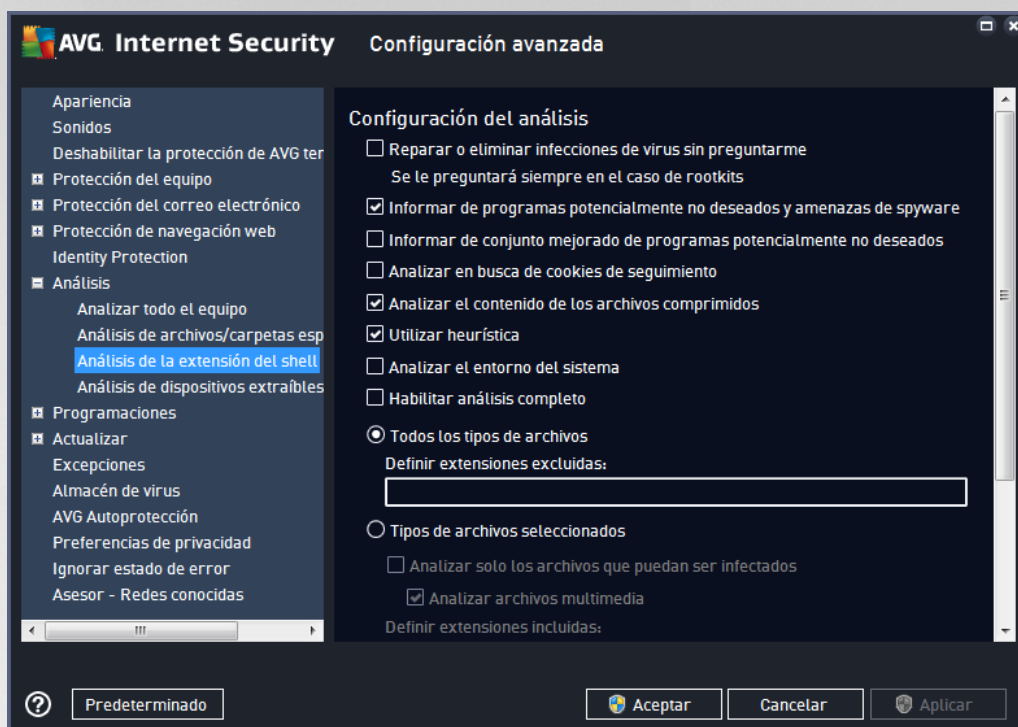 AVG. Internet Security
Configuración avanzada
Apariencia
Sonidos
Deshabilitar la protección de AVG ter
Protección del equipo
Protección del correo electrónico
Protección de navegación web
Identity Protection
Análisis
Analizar todo el equipo
Análisis de archivos/carpetas esp
Análisis de la extensión del shell
Análisis de dispositivos extraíbles
Programaciones
Actualizar
Excepciones
Almacén de virus
AVG Autoprotección
Preferencias de privacidad
Ignorar estado de error
Asesor - Redes conocidas
Configuración del análisis
Reparar o eliminar infecciones de virus sin preguntarme
Se le preguntará siempre en el caso de rootkits
Informar de programas potencialmente no deseados y amenazas de spyware
Informar de conjunto mejorado de programas potencialmente no deseados
Analizar en busca de cookies de seguimiento
Analizar el contenido de los archivos comprimidos
Utilizar heurística
Analizar el entorno del sistema
Habilitar análisis completo
Todos los tipos de archivos
Definir extensiones excluidas:
Tipos de archivos seleccionados
Analizar solo los archivos que puedan ser infectados
Analizar archivos multimedia
Definir extensiones incluidas:
Predeterminado
Aceptar
Cancelar
Aplicar